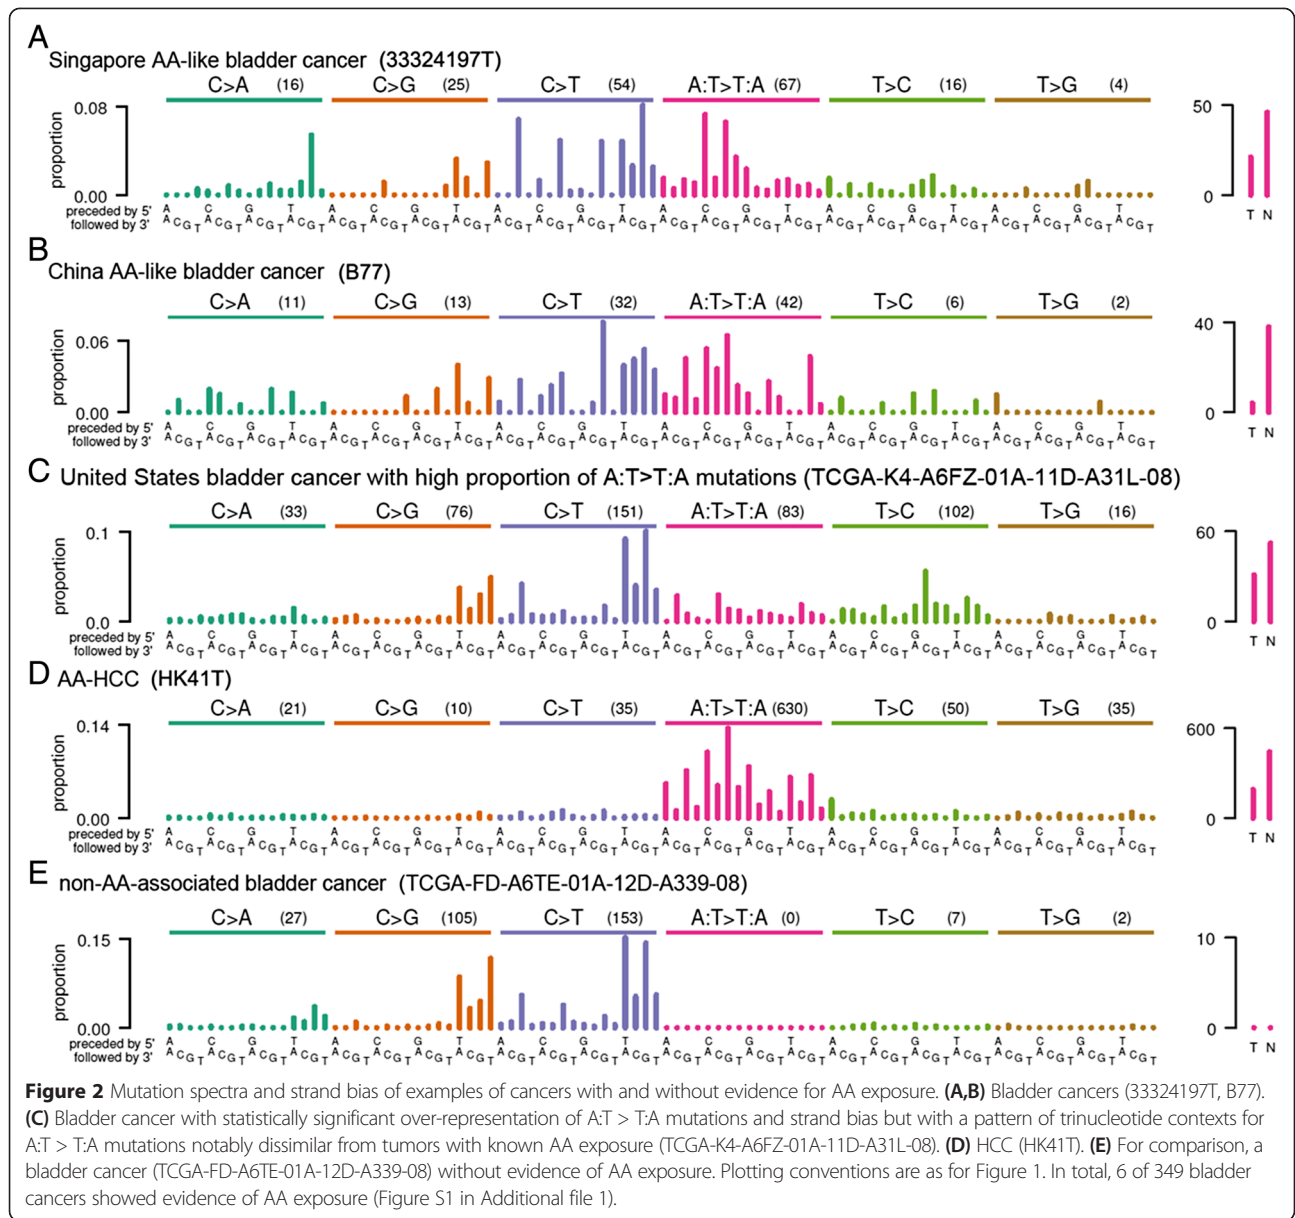 A
Singapore AA-like bladder cancer (33324197T)
C>A (16) C>G (25) C>T (54) A:T>T:A (67) T>C (16) T>G (4)
0.08
proportion
0.00
50
0
preceded by 5' A C G T A C G T A C G T A C G T A C G T A C G T
followed by 3' A C G T A C G T A C G T A C G T A C G T A C G T A C G T A C G T A C G T A C G T A C G T A C G T A C G T A C G T A C G T A C G T A C G T A C G T A C G T A C G T A C G T A C G T A C G T A C G T
T N
B
China AA-like bladder cancer (B77)
C>A (11) C>G (13) C>T (32) A:T>T:A (42) T>C (6) T>G (2)
0.06
proportion
0.00
40
0
preceded by 5' A C G T A C G T A C G T A C G T A C G T A C G T
followed by 3' A C G T A C G T A C G T A C G T A C G T A C G T A C G T A C G T A C G T A C G T A C G T A C G T A C G T A C G T A C G T A C G T A C G T A C G T A C G T A C G T A C G T A C G T A C G T A C G T
T N
C
United States bladder cancer with high proportion of A:T>T:A mutations (TCGA-K4-A6FZ-01A-11D-A31L-08)
C>A (33) C>G (76) C>T (151) A:T>T:A (83) T>C (102) T>G (16)
0.1
proportion
0.0
60
0
preceded by 5' A C G T A C G T A C G T A C G T A C G T A C G T
followed by 3' A C G T A C G T A C G T A C G T A C G T A C G T A C G T A C G T A C G T A C G T A C G T A C G T A C G T A C G T A C G T A C G T A C G T A C G T A C G T A C G T A C G T A C G T A C G T A C G T
T N
D
AA-HCC (HK41T)
C>A (21) C>G (10) C>T (35) A:T>T:A (630) T>C (50) T>G (35)
0.14
proportion
0.00
600
0
preceded by 5' A C G T A C G T A C G T A C G T A C G T A C G T
followed by 3' A C G T A C G T A C G T A C G T A C G T A C G T A C G T A C G T A C G T A C G T A C G T A C G T A C G T A C G T A C G T A C G T A C G T A C G T A C G T A C G T A C G T A C G T A C G T A C G T
T N
E
non-AA-associated bladder cancer (TCGA-FD-A6TE-01A-12D-A339-08)
C>A (27) C>G (105) C>T (153) A:T>T:A (0) T>C (7) T>G (2)
0.15
proportion
0.00
10
0
preceded by 5' A C G T A C G T A C G T A C G T A C G T A C G T
followed by 3' A C G T A C G T A C G T A C G T A C G T A C G T A C G T A C G T A C G T A C G T A C G T A C G T A C G T A C G T A C G T A C G T A C G T A C G T A C G T A C G T A C G T A C G T A C G T A C G T
T N
Figure 2 Mutation spectra and strand bias of examples of cancers with and without evidence for AA exposure. (A,B) Bladder cancers (33324197T, B77).
(C) Bladder cancer with statistically significant over-representation of A:T > T:A mutations and strand bias but with a pattern of trinucleotide contexts for
A:T > T:A mutations notably dissimilar from tumors with known AA exposure (TCGA-K4-A6FZ-01A-11D-A31L-08). (D) HCC (HK41T). (E) For comparison, a
bladder cancer (TCGA-FD-A6TE-01A-12D-A339-08) without evidence of AA exposure. Plotting conventions are as for Figure 1. In total, 6 of 349 bladder
cancers showed evidence of AA exposure (Figure S1 in Additional file 1).